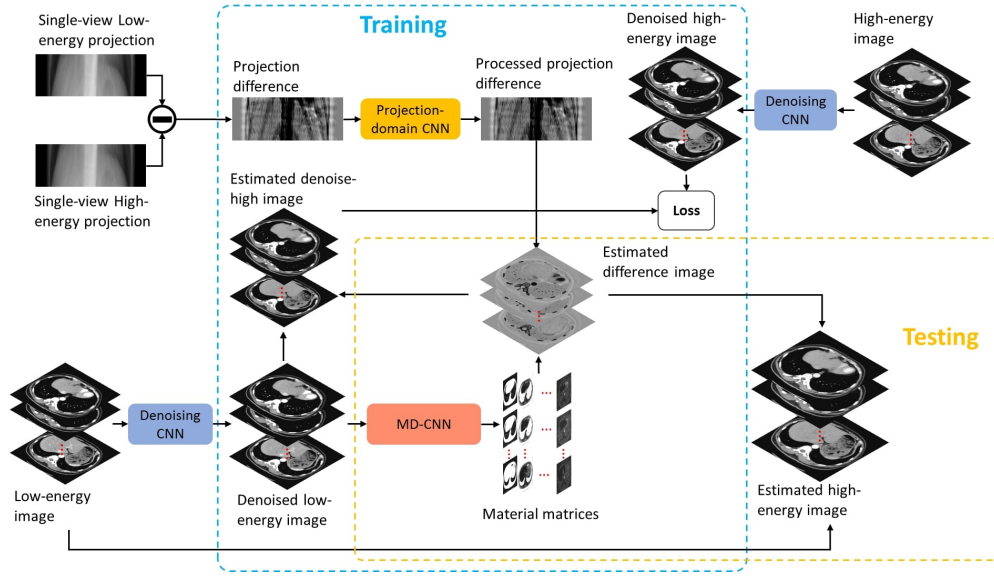 Single-view Low-
energy projection
Training
Denoised high-
energy image
High-energy
image
Projection
difference
Processed projection
difference
Projection-
domain CNN
Denoising
CNN
Single-view High-
energy projection
Estimated denoise-
high image
Loss
Estimated
difference image
Testing
Denoising
CNN
MD-CNN
Low-energy
image
Denoised low-
energy image
Material matrices
Estimated high-
energy image